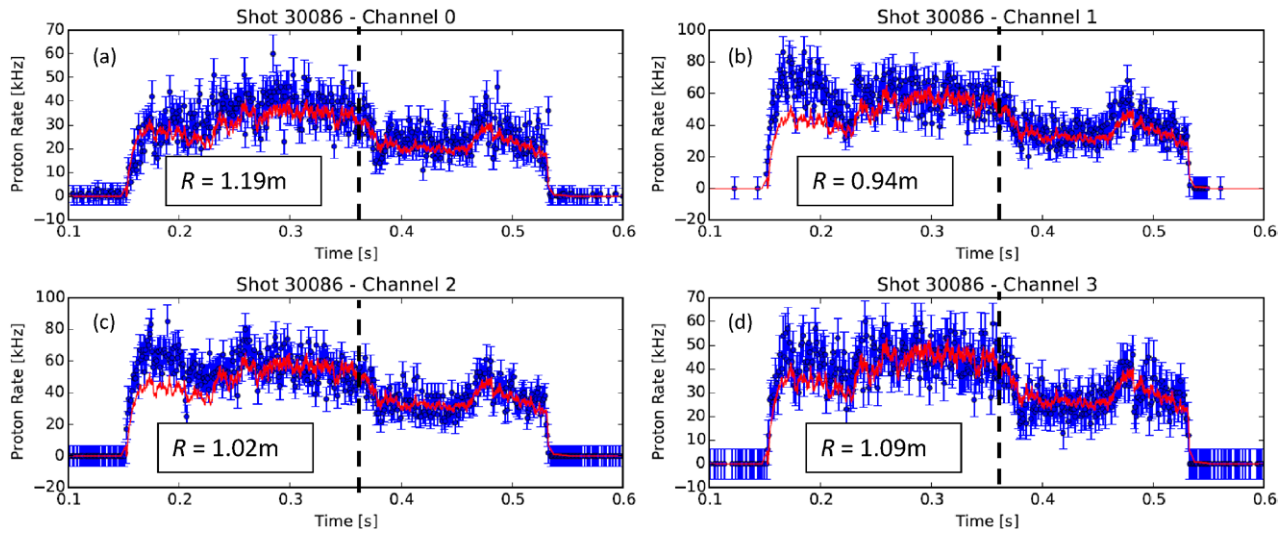 Shot 30086 - Channel 0
Proton Rate [kHz]
70
60
50
40
30
20
10
0
−10
(a)
R = 1.19m
0.1 0.2 0.3 0.4 0.5 0.6
Time [s]
Shot 30086 - Channel 1
Proton Rate [kHz]
100
80
60
40
20
0
−20
(b)
R = 0.94m
0.1 0.2 0.3 0.4 0.5 0.6
Time [s]
Shot 30086 - Channel 2
Proton Rate [kHz]
100
80
60
40
20
0
−20
(c)
R = 1.02m
0.1 0.2 0.3 0.4 0.5 0.6
Time [s]
Shot 30086 - Channel 3
Proton Rate [kHz]
70
60
50
40
30
20
10
0
−10
(d)
R = 1.09m
0.1 0.2 0.3 0.4 0.5 0.6
Time [s]